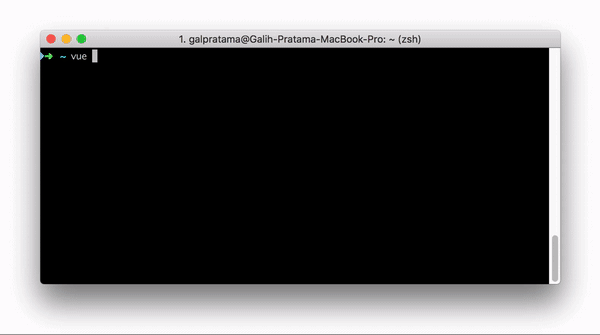 1. galpratama@Galih-Pratama-MacBook-Pro: ~ (zsh)
➜ ~ vue